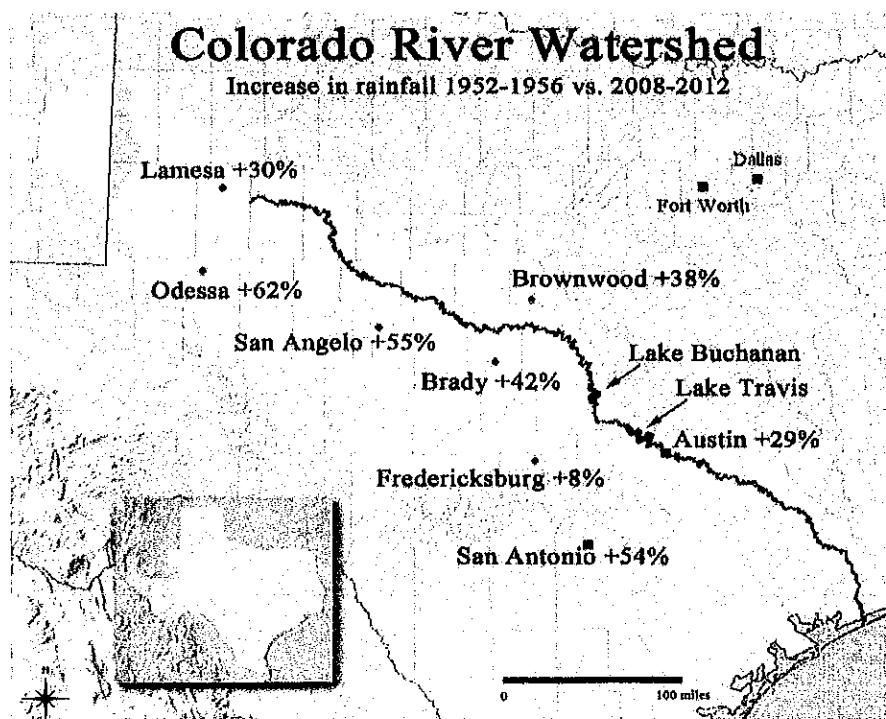 Colorado River Watershed
Increase in rainfall 1952-1956 vs. 2008-2012
Dallas
Lamesa +30%
Fort Worth
Brownwood +38%
Odessa +62%
San Angelo +55%
Lake Buchanan
Brady +42%
Lake Travis
Austin +29%
Fredericksburg +8%
San Antonio +54%
N
0
100 miles